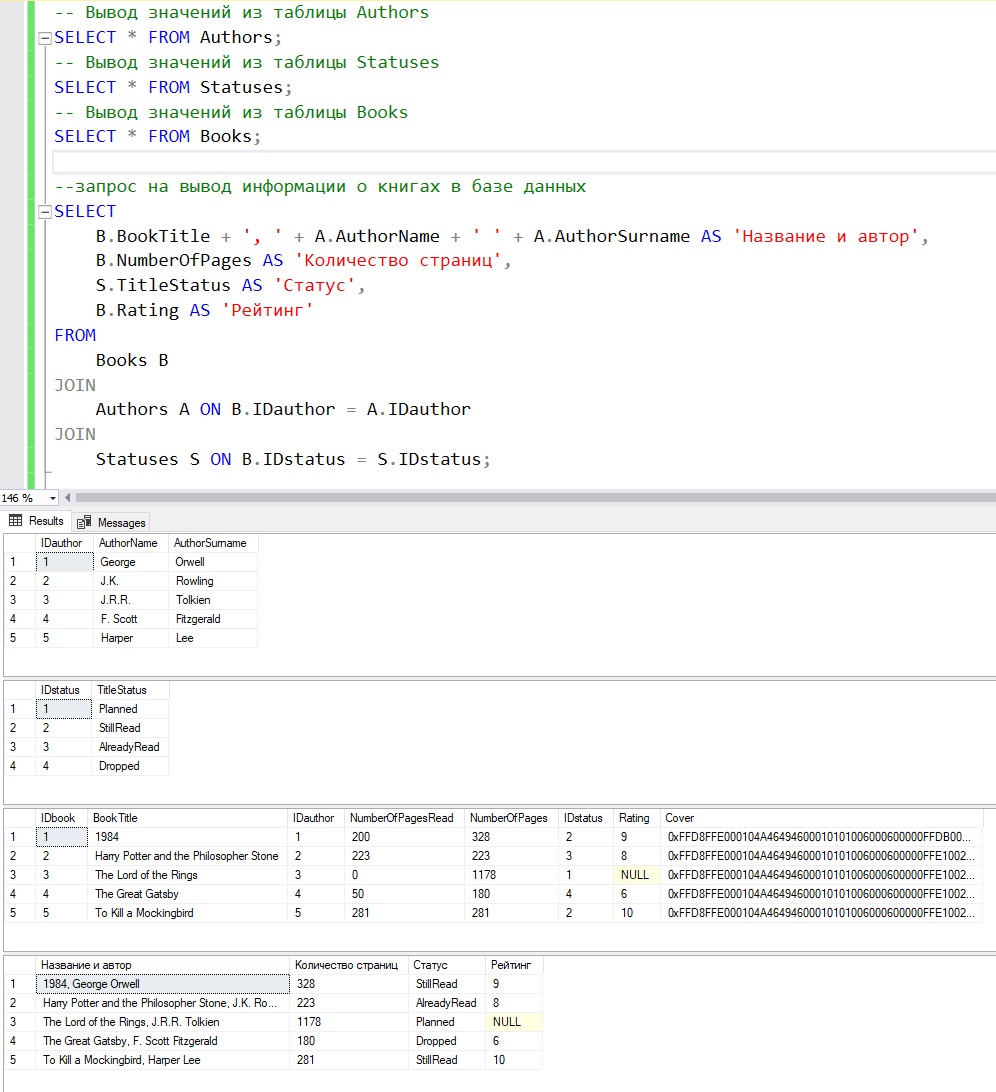 -- Вывод значений из таблицы Authors
SELECT * FROM Authors;
-- Вывод значений из таблицы Statuses
SELECT * FROM Statuses;
-- Вывод значений из таблицы Books
SELECT * FROM Books;
--запрос на вывод информации о книгах в базе данных
SELECT
B.BookTitle + ', ' + A.AuthorName + ' ' + A.AuthorSurname AS 'Название и автор',
B.NumberOfPages AS 'Количество страниц',
S.TitleStatus AS 'Статус',
B.Rating AS 'Рейтинг'
FROM
Books B
JOIN
Authors A ON B.IDauthor = A.IDauthor
JOIN
Statuses S ON B.IDstatus = S.IDstatus;
146 %
Results Messages
IDauthor AuthorName AuthorSurname
1 1 George Orwell
2 2 J.K. Rowling
3 3 J.R.R. Tolkien
4 4 F. Scott Fitzgerald
5 5 Harper Lee
IDstatus TitleStatus
1 1 Planned
2 2 StillRead
3 3 AlreadyRead
4 4 Dropped
IDbook BookTitle IDauthor NumberOfPagesRead NumberOfPages IDstatus Rating Cover
1 1 1984 1 200 328 2 9 0xFFD8FFE000104A46494600010101006000600000FFDB00...
2 2 Harry Potter and the Philosopher Stone 2 223 223 3 8 0xFFD8FFE000104A46494600010101006000600000FFE1002...
3 3 The Lord of the Rings 3 0 1178 1 NULL 0xFFD8FFE000104A46494600010101006000600000FFE1002...
4 4 The Great Gatsby 4 50 180 4 6 0xFFD8FFE000104A46494600010101006000600000FFE1002...
5 5 To Kill a Mockingbird 5 281 281 2 10 0xFFD8FFE000104A46494600010101006000600000FFE1002...
Название и автор Количество страниц Статус Рейтинг
1 1984, George Orwell 328 StillRead 9
2 Harry Potter and the Philosopher Stone, J.K. Ro... 223 AlreadyRead 8
3 The Lord of the Rings, J.R.R. Tolkien 1178 Planned NULL
4 The Great Gatsby, F. Scott Fitzgerald 180 Dropped 6
5 To Kill a Mockingbird, Harper Lee 281 StillRead 10